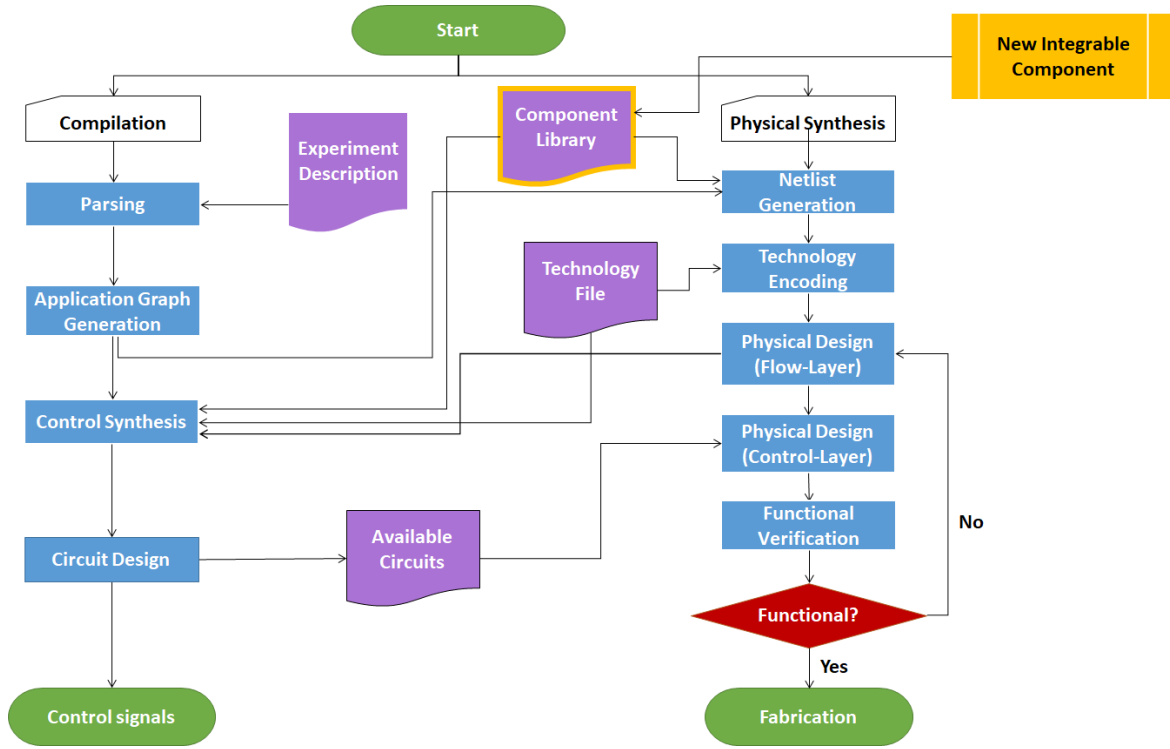 Start
New Integrable
Component
Compilation
Component
Library
Physical Synthesis
Experiment
Description
Parsing
Netlist
Generation
Technology
File
Technology
Encoding
Application Graph
Generation
Physical Design
(Flow-Layer)
Control Synthesis
Physical Design
(Control-Layer)
Functional
Verification
No
Available
Circuits
Circuit Design
Functional?
Yes
Control signals
Fabrication